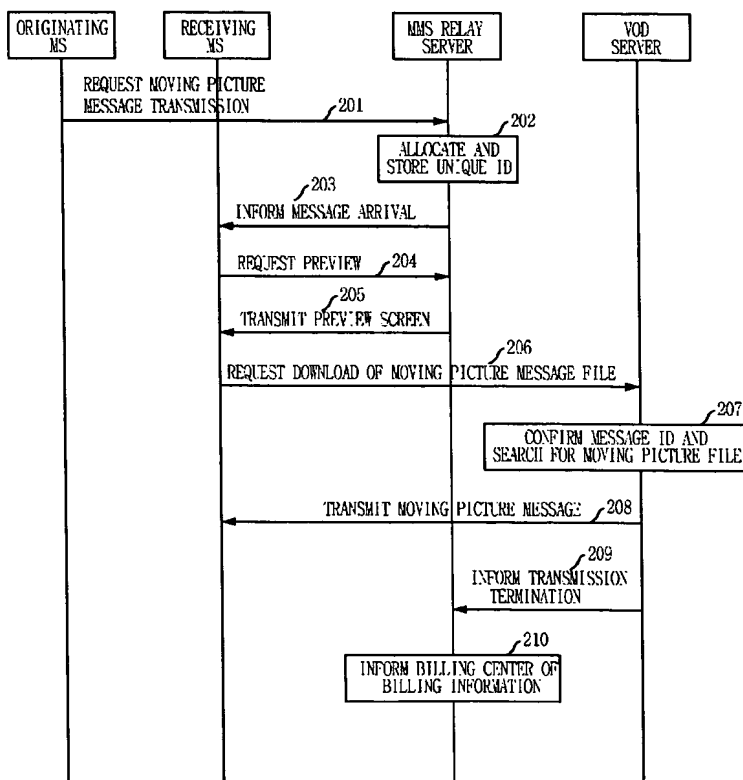 ORIGINATING
MS
RECEIVING
MS
MMS RELAY
SERVER
VOD
SERVER
REQUEST MOVING PICTURE
MESSAGE TRANSMISSION
201
202
ALLOCATE AND
STORE UNIQUE ID
203
INFORM MESSAGE ARRIVAL
REQUEST PREVIEW
204
205
TRANSMIT PREVIEW SCREEN
206
REQUEST DOWNLOAD OF MOVING PICTURE MESSAGE FILE
207
CONFIRM MESSAGE ID AND
SEARCH FOR MOVING PICTURE FILE
TRANSMIT MOVING PICTURE MESSAGE
208
209
INFORM TRANSMISSION
TERMINATION
210
INFORM BILLING CENTER OF
BILLING INFORMATION